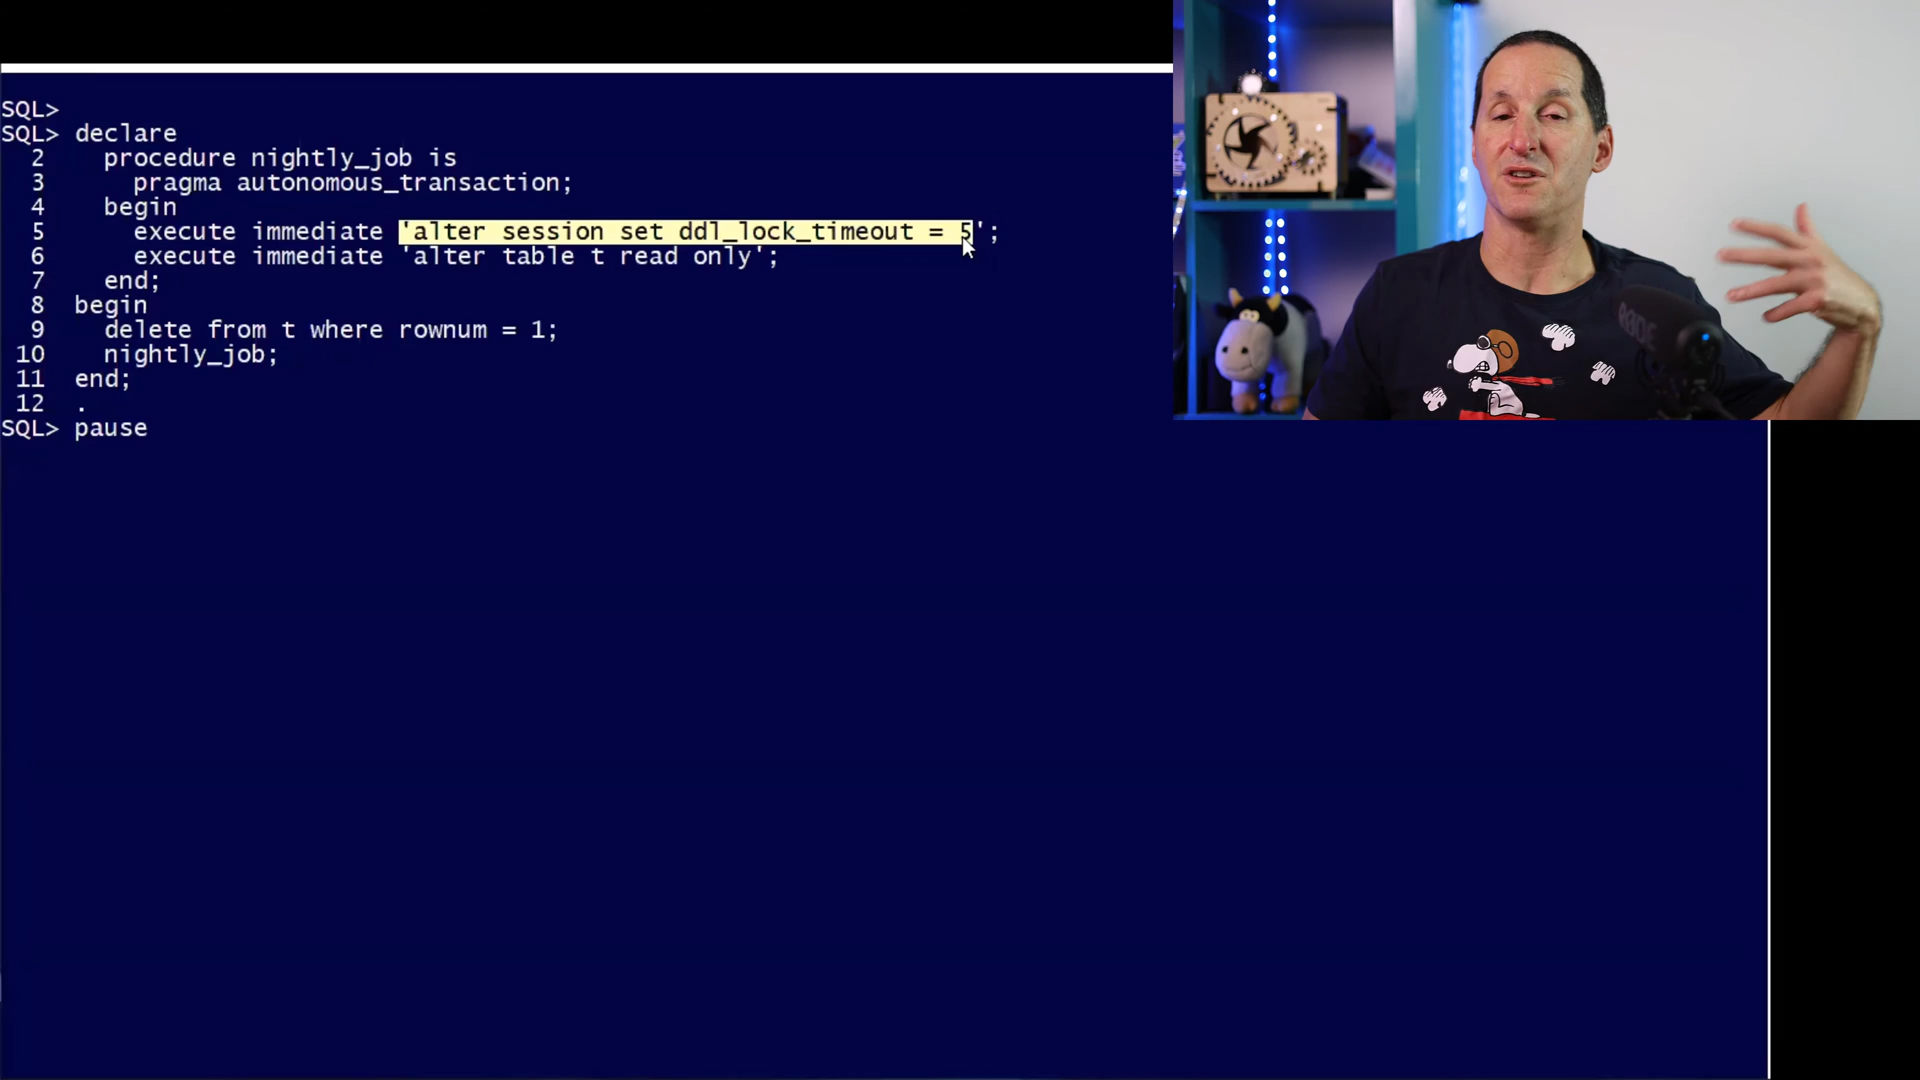 SQL>
SQL> declare
2 procedure nightly_job is
3 pragma autonomous_transaction;
4 begin
5 execute immediate 'alter session set ddl_lock_timeout = 5';
6 execute immediate 'alter table t read only';
7 end;
8 begin
9 delete from t where rownum = 1;
10 nightly_job;
11 end;
12 .
SQL> pause
RØDE